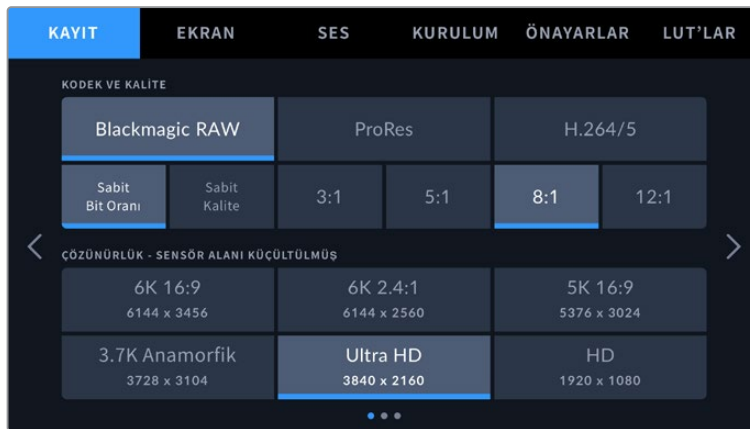 KAYIT EKRAN SES KURULUM ÖNAYARLAR LUT'LAR
KODEK VE KALİTE
Blackmagic RAW ProRes H.264/5
Sabit Bit Oranı Sabit Kalite 3:1 5:1 8:1 12:1
ÇÖZÜNÜRLÜK - SENSÖR ALANI KÜÇÜLTÜLMÜŞ
6K 16:9 6K 2.4:1 5K 16:9
6144 x 3456 6144 x 2560 5376 x 3024
3.7K Anamorfik Ultra HD HD
3728 x 3104 3840 x 2160 1920 x 1080